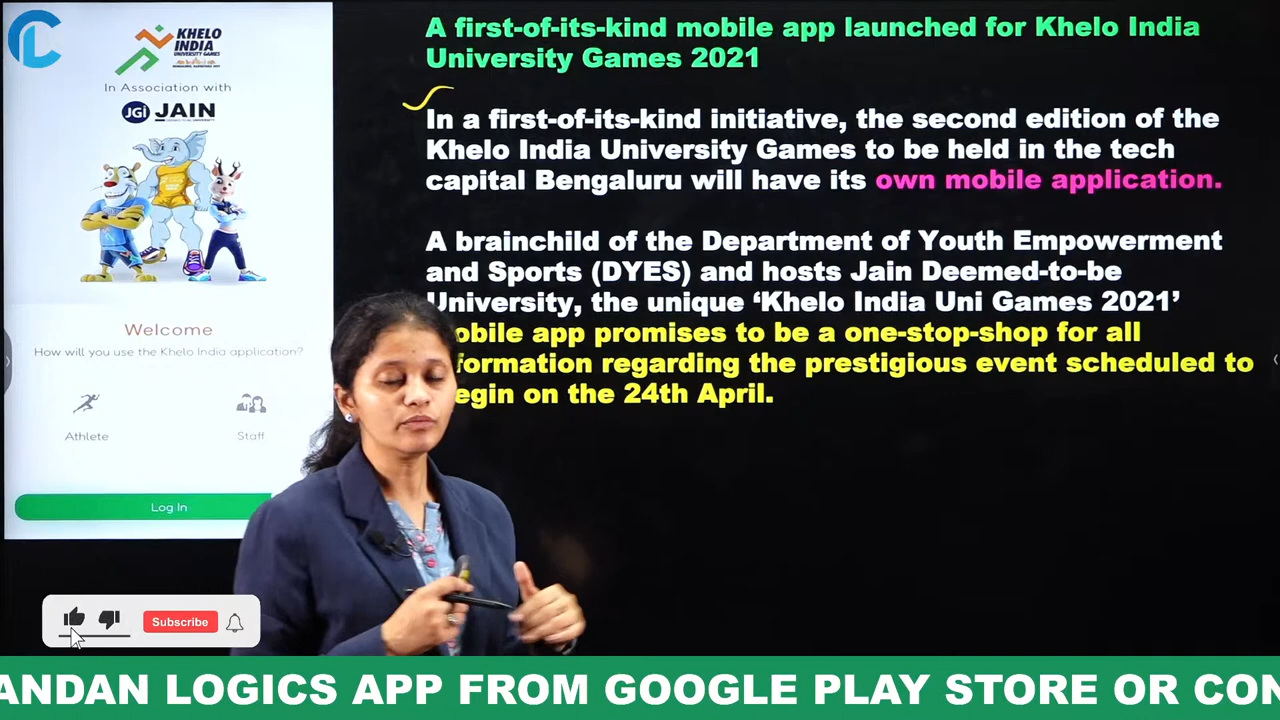 KHELO
INDIA
UNIVERSITY GAMES
In Association with
JGi JAIN
Welcome
How will you use the Khelo India application?
Athlete
Staff
Log In
A first-of-its-kind mobile app launched for Khelo India
University Games 2021
In a first-of-its-kind initiative, the second edition of the
Khelo India University Games to be held in the tech
capital Bengaluru will have its own mobile application.
A brainchild of the Department of Youth Empowerment
and Sports (DYES) and hosts Jain Deemed-to-be
University, the unique ‘Khelo India Uni Games 2021’
obile app promises to be a one-stop-shop for all
formation regarding the prestigious event scheduled to
egin on the 24th April.
Subscribe
ANDAN LOGICS APP FROM GOOGLE PLAY STORE OR CON